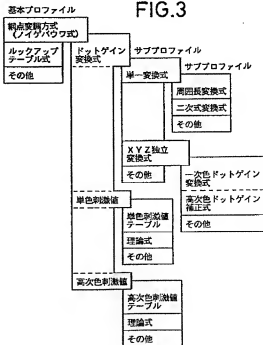 FIG.3
基本プロファイル
網点変調方式
(ノイゲバウワ式)
ルックアップ
テーブル式
その他
ドットゲイン
変換式
サブプロファイル
単一変換式
サブプロファイル
周囲長変換式
二次式変換式
その他
XYZ独立
変換式
その他
一次色ドットゲイン
変換式
高次色ドットゲイン
補正式
その他
単色刺激値
単色刺激値
テーブル
理論式
その他
高次色刺激値
高次色刺激値
テーブル
理論式
その他